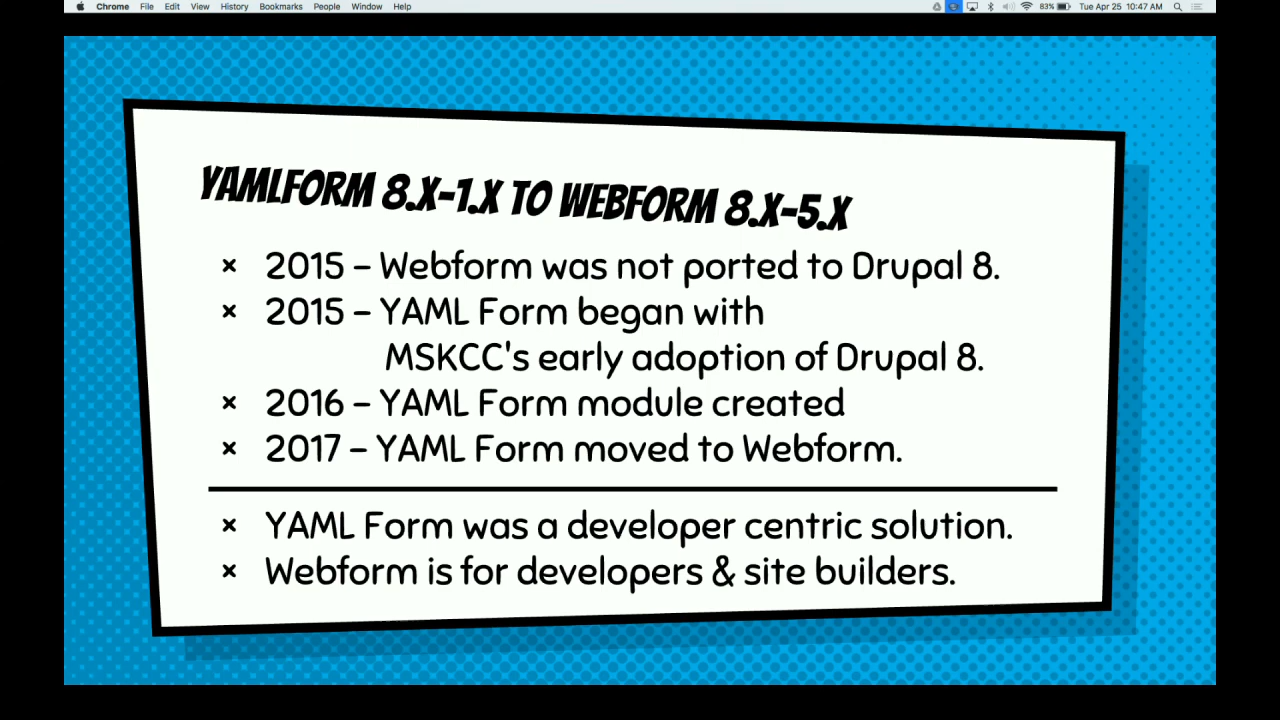 Chrome File Edit View History Bookmarks People Window Help 83% Tue Apr 25 10:47 AM
YAMLFORM 8.X-1.X TO WEBFORM 8.X-5.X
× 2015 – Webform was not ported to Drupal 8.
× 2015 – YAML Form began with
MSKCC's early adoption of Drupal 8.
× 2016 – YAML Form module created
× 2017 – YAML Form moved to Webform.
× YAML Form was a developer centric solution.
× Webform is for developers & site builders.